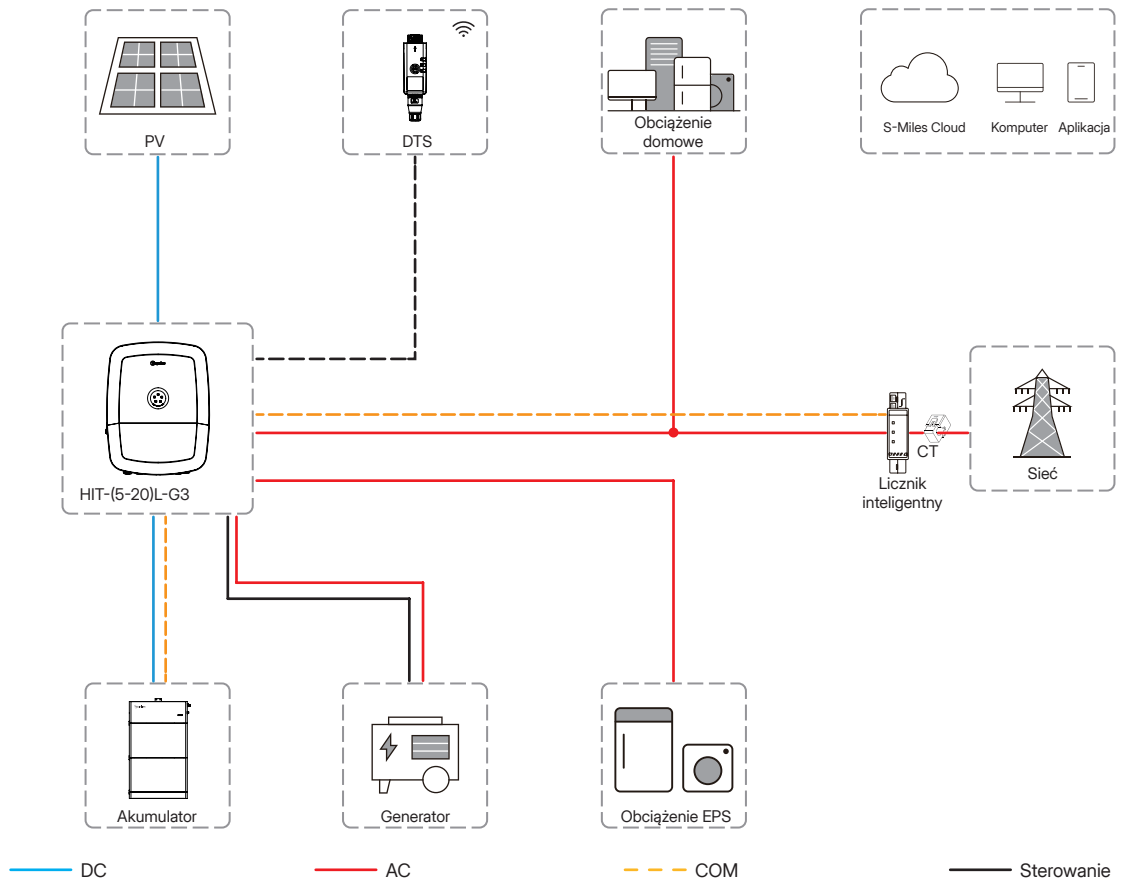 PV
DTS
Obciążenie
domowe
S-Miles Cloud
Komputer
Aplikacja
HIT-(5-20)L-G3
CT
Licznik
inteligentny
Sieć
Akumulator
Generator
Obciążenie EPS
DC
AC
COM
Sterowanie